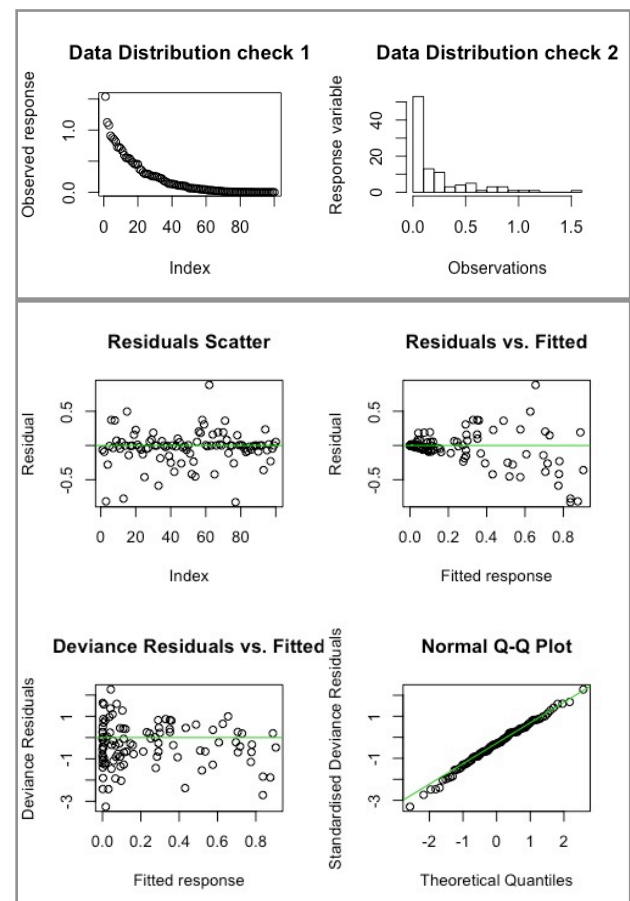 Data Distribution check 1
Observed response
0.0 1.0
0 20 40 60 80
Index
Data Distribution check 2
Response variable
0 20 40
0.0 0.5 1.0 1.5
Observations
Residuals Scatter
Residual
-0.5 0.5
0 20 40 60 80
Index
Residuals vs. Fitted
Residual
-0.5 0.5
0.0 0.2 0.4 0.6 0.8
Fitted response
Deviance Residuals vs. Fitted
Deviance Residuals
-3 -1 1
0.0 0.2 0.4 0.6 0.8
Fitted response
Normal Q-Q Plot
Standardised Deviance Residuals
-3 -1 1
-2 -1 0 1 2
Theoretical Quantiles